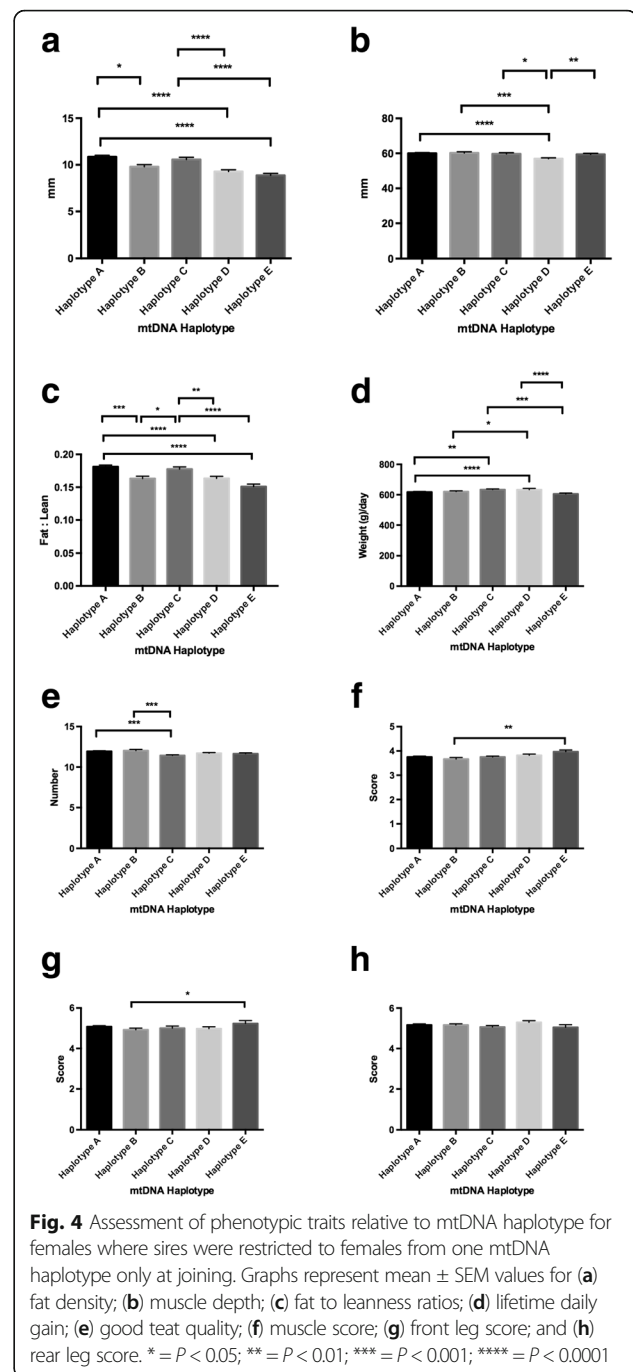 a
b
****
*
****
****
****
*
**
***
****
15
10
5
0
mm
Haplotype A
Haplotype B
Haplotype C
Haplotype D
Haplotype E
mtDNA Haplotype
80
60
40
20
0
mm
Haplotype A
Haplotype B
Haplotype C
Haplotype D
Haplotype E
mtDNA Haplotype
c
d
**
***
*
****
****
****
****
***
*
**
****
0.20
0.15
0.10
0.05
0.00
Fat : Lean
Haplotype A
Haplotype B
Haplotype C
Haplotype D
Haplotype E
mtDNA Haplotype
800
600
400
200
0
Weight (g)/day
Haplotype A
Haplotype B
Haplotype C
Haplotype D
Haplotype E
mtDNA Haplotype
e
f
***
***
**
15
10
5
0
Number
Haplotype A
Haplotype B
Haplotype C
Haplotype D
Haplotype E
mtDNA Haplotype
5
4
3
2
1
0
Score
Haplotype A
Haplotype B
Haplotype C
Haplotype D
Haplotype E
mtDNA Haplotype
g
h
*
6
4
2
0
Score
Haplotype A
Haplotype B
Haplotype C
Haplotype D
Haplotype E
mtDNA Haplotype
6
4
2
0
Score
Haplotype A
Haplotype B
Haplotype C
Haplotype D
Haplotype E
mtDNA Haplotype
Fig. 4 Assessment of phenotypic traits relative to mtDNA haplotype for
females where sires were restricted to females from one mtDNA
haplotype only at joining. Graphs represent mean ± SEM values for (a)
fat density; (b) muscle depth; (c) fat to leanness ratios; (d) lifetime daily
gain; (e) good teat quality; (f) muscle score; (g) front leg score; and (h)
rear leg score. * = P < 0.05; ** = P < 0.01; *** = P < 0.001; **** = P < 0.0001